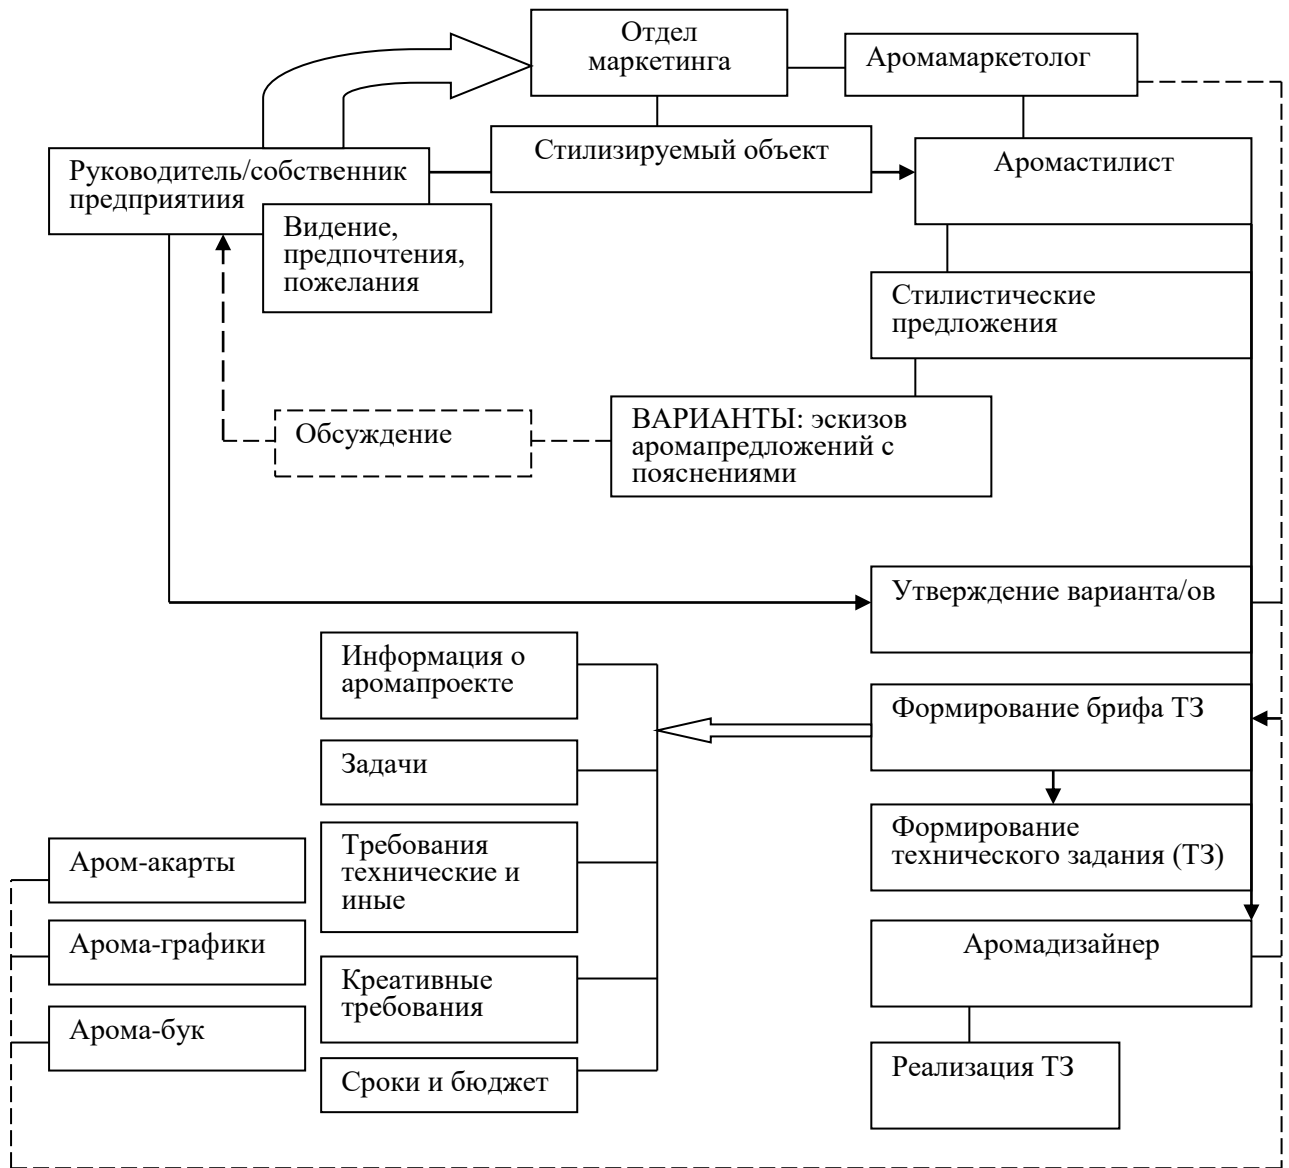 Отдел
маркетинга
Аромамаркетолог
Руководитель/собственник
предприятиия
Стилизируемый объект
Аромастилист
Видение,
предпочтения,
пожелания
Стилистические
предложения
Обсуждение
ВАРИАНТЫ: эскизов
аромапредложений с
пояснениями
Утверждение варианта/ов
Информация о
аромапроекте
Формирование брифа ТЗ
Задачи
Формирование
технического задания (ТЗ)
Требования
технические и
иные
Аром-акарты
Арома-графики
Аромадизайнер
Креативные
требования
Арома-бук
Сроки и бюджет
Реализация ТЗ